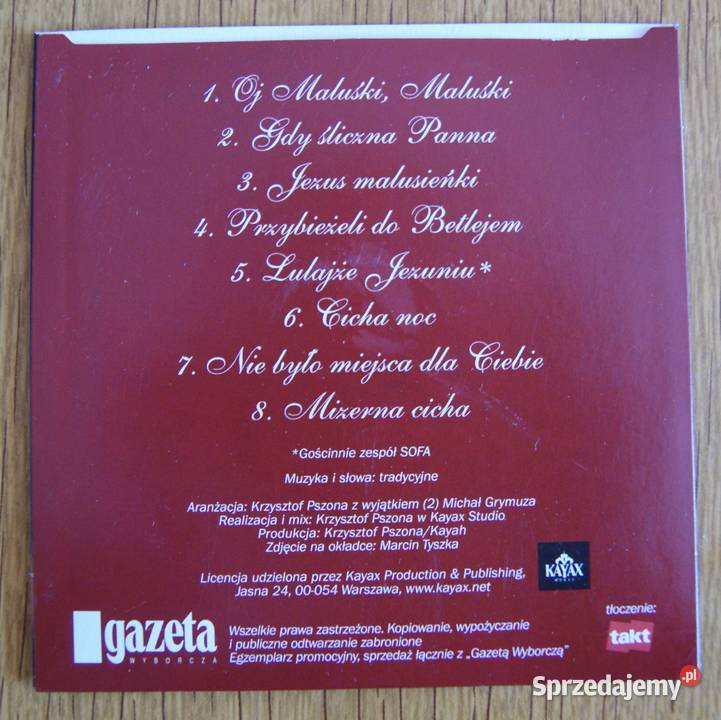 1. Oj Maluśki, Maluśki
2. Gdy śliczna Panna
3. Jezus malusieńki
4. Przybieżeli do Betlejem
5. Lulajże Jezuniu*
6. Cicha noc
7. Nie było miejsca dla Ciebie
8. Mizerna cicha
*Gościnnie zespół SOFA
Muzyka i słowa: tradycyjne
Aranżacja: Krzysztof Pszona z wyjątkiem (2) Michał Grymuza
Realizacja i mix: Krzysztof Pszona w Kayax Studio
Produkcja: Krzysztof Pszona/Kayah
Zdjęcie na okładce: Marcin Tyszka
KAYAX
Licencja udzielona przez Kayax Production & Publishing,
Jasna 24, 00-054 Warszawa, www.kayax.net
gazeta
WYBORCZA
Wszelkie prawa zastrzeżone. Kopiowanie, wypożyczanie
i publiczne odtwarzanie zabronione
Egzemplarz promocyjny, sprzedaż łącznie z „Gazetą Wyborczą”
tłoczenie:
takt
Sprzedajemy.pl